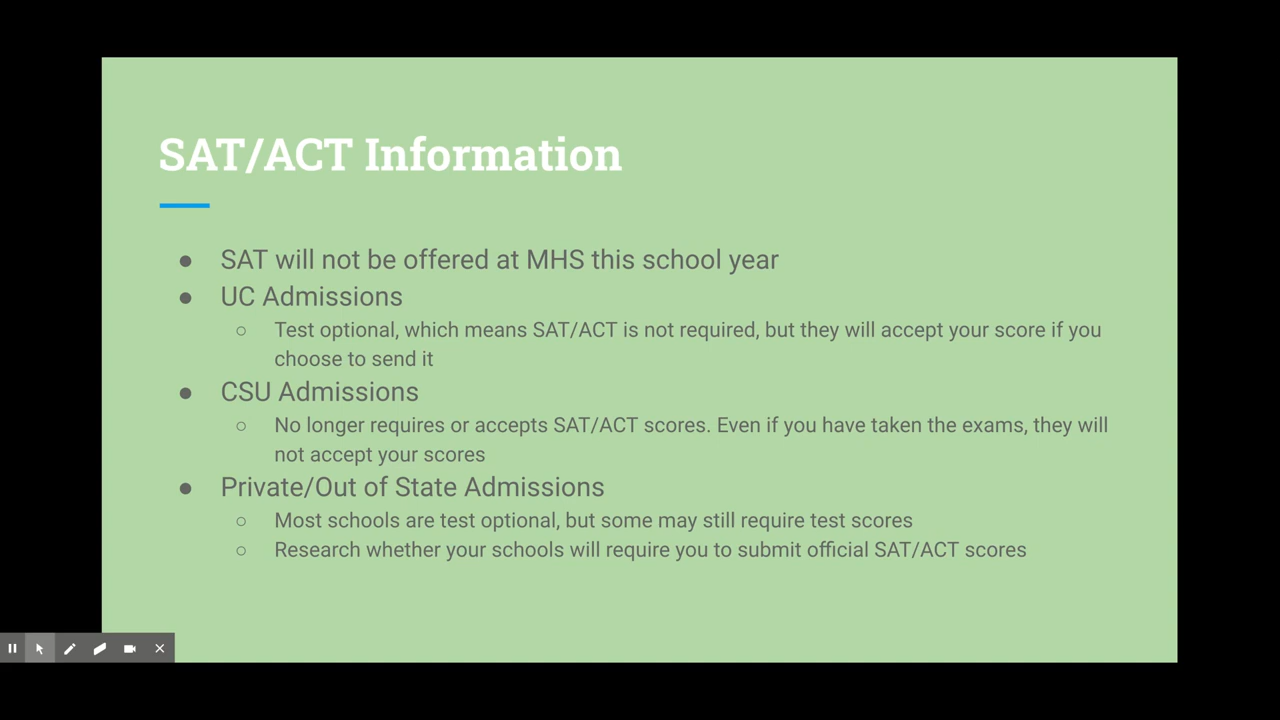 SAT/ACT Information
● SAT will not be offered at MHS this school year
● UC Admissions
○ Test optional, which means SAT/ACT is not required, but they will accept your score if you
choose to send it
● CSU Admissions
○ No longer requires or accepts SAT/ACT scores. Even if you have taken the exams, they will
not accept your scores
● Private/Out of State Admissions
○ Most schools are test optional, but some may still require test scores
○ Research whether your schools will require you to submit official SAT/ACT scores